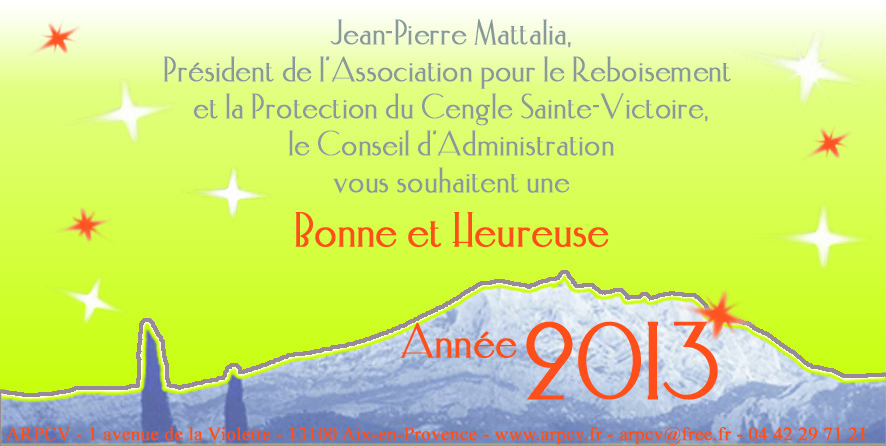 Jean-Pierre Mattalia,
Président de l'Association pour le Reboisement
et la Protection du Cengle Sainte-Victoire,
le Conseil d'Administration
vous souhaitent une
Bonne et Heureuse
Année 2013
ARPCV - 1 avenue de la Violette - 13100 Aix-en-Provence - www.arpcv.fr - arpcv@free.fr - 04 42 29 71 21